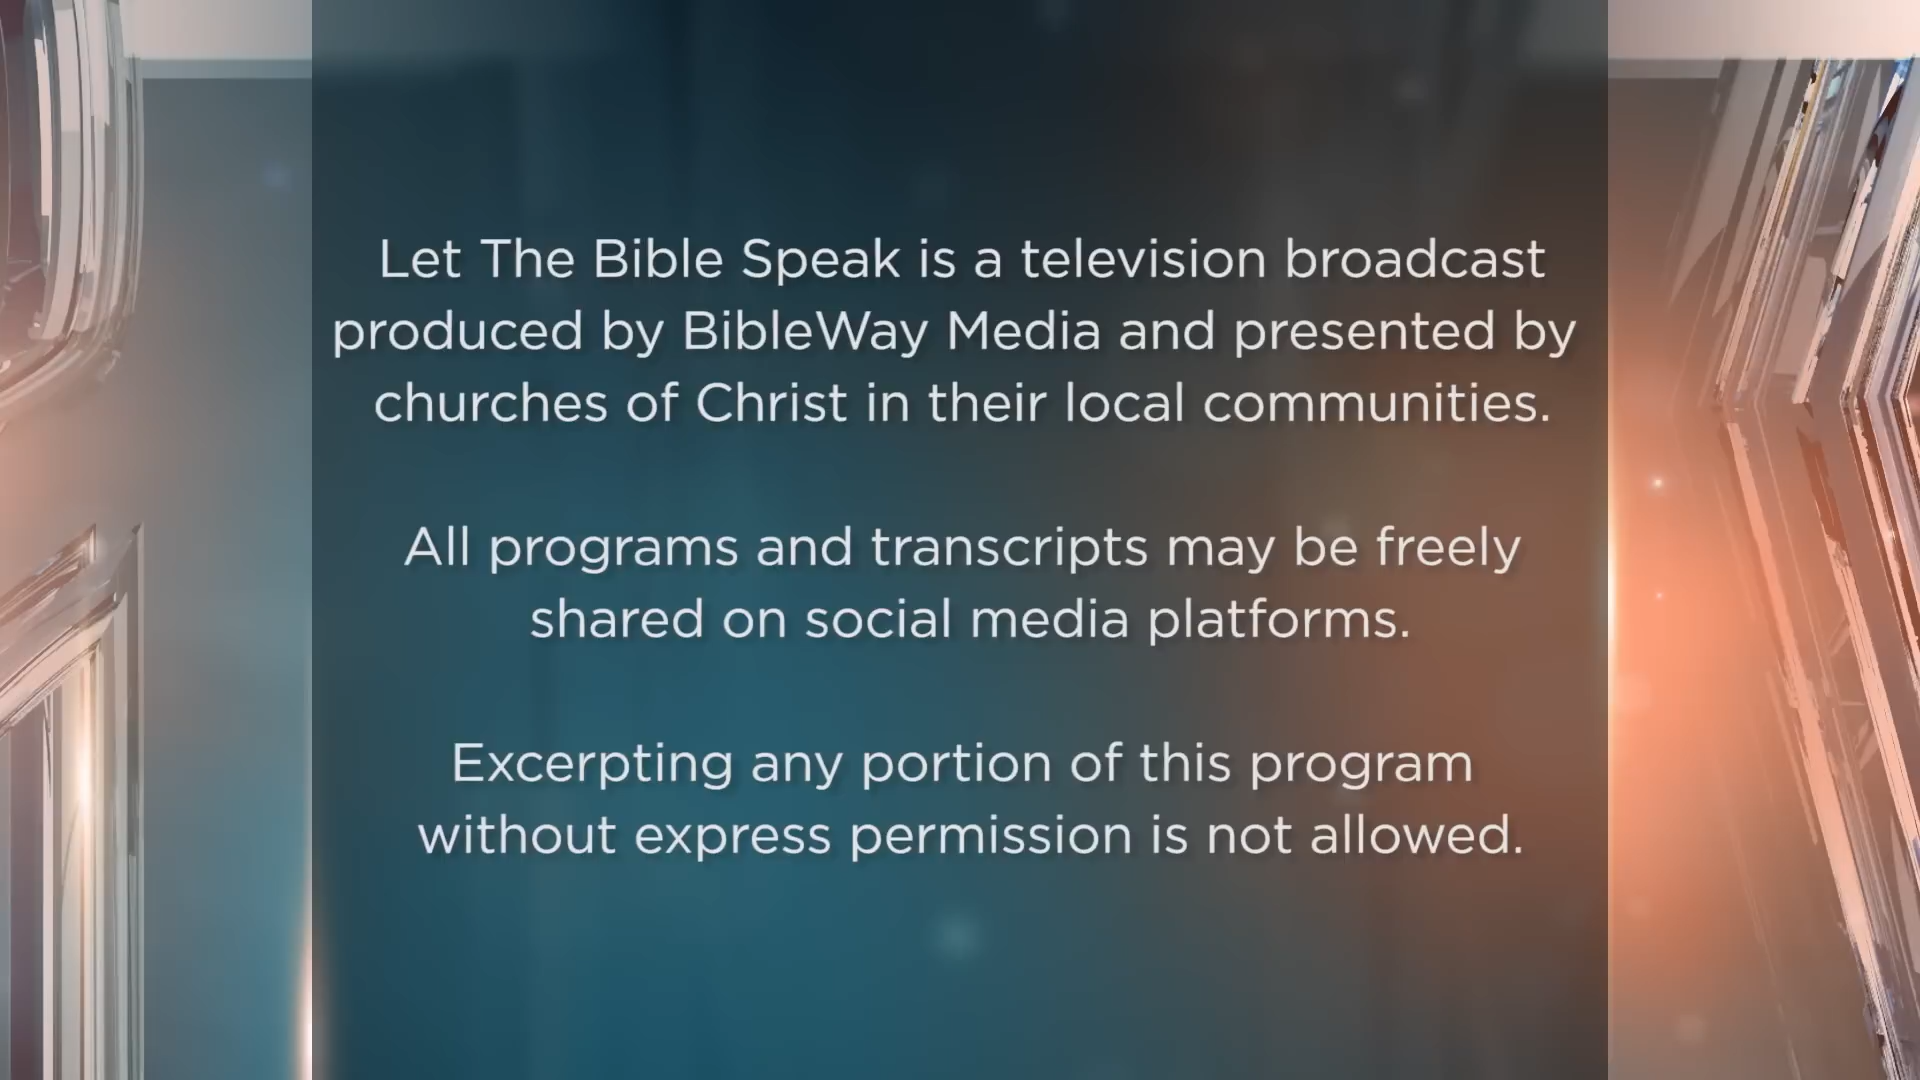 Let The Bible Speak is a television broadcast
produced by BibleWay Media and presented by
churches of Christ in their local communities.
All programs and transcripts may be freely
shared on social media platforms.
Excerpting any portion of this program
without express permission is not allowed.